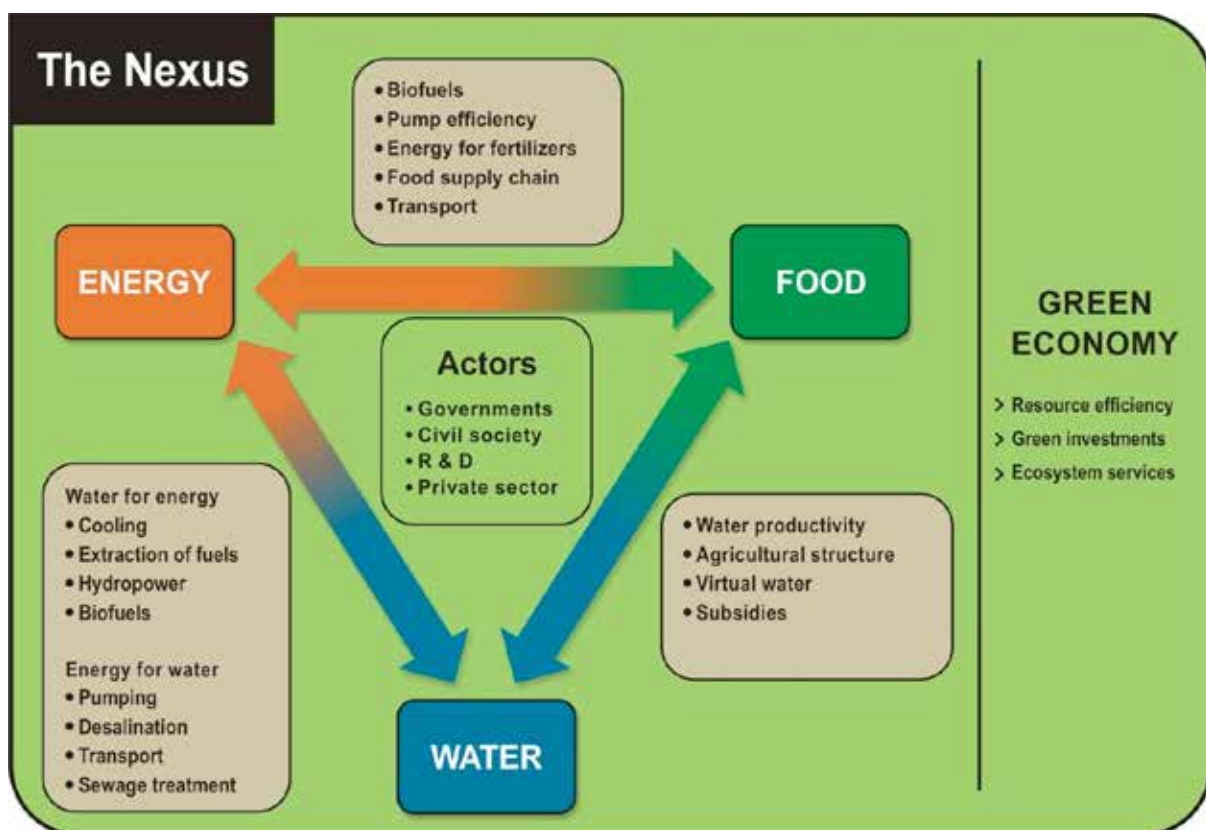 The Nexus
• Biofuels
• Pump efficiency
• Energy for fertilizers
• Food supply chain
• Transport
ENERGY
FOOD
Actors
• Governments
• Civil society
• R & D
• Private sector
Water for energy
• Cooling
• Extraction of fuels
• Hydropower
• Biofuels
Energy for water
• Pumping
• Desalination
• Transport
• Sewage treatment
• Water productivity
• Agricultural structure
• Virtual water
• Subsidies
WATER
GREEN
ECONOMY
> Resource efficiency
> Green investments
> Ecosystem services